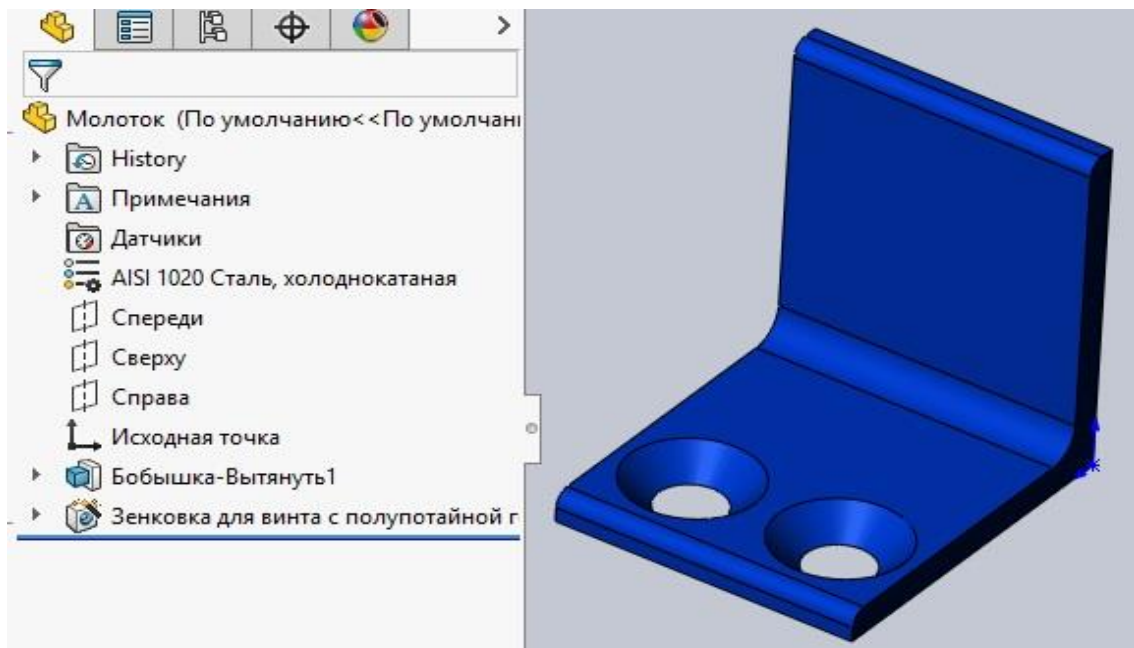 Молоток (По умолчанию<<По умолчан
History
Примечания
Датчики
AISI 1020 Сталь, холоднокатаная
Спереди
Сверху
Справа
Исходная точка
Бобышка-Вытянуть1
Зенковка для винта с полупотайной г